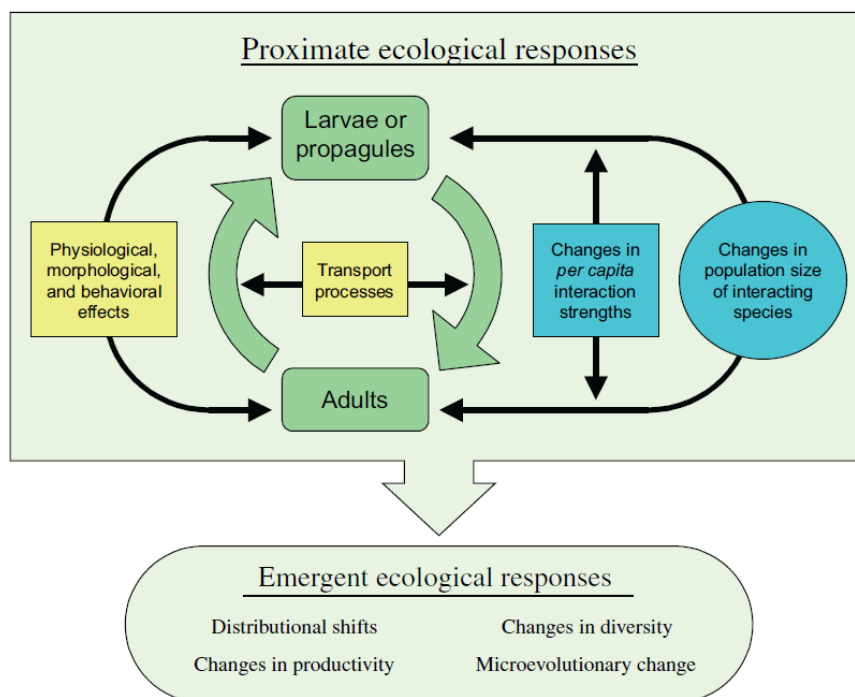 Proximate ecological responses
Larvae or
propagules
Physiological,
morphological,
and behavioral
effects
Transport
processes
Changes in
per capita
interaction
strengths
Changes in
population size
of interacting
species
Adults
Emergent ecological responses
Distributional shifts
Changes in diversity
Changes in productivity
Microevolutionary change